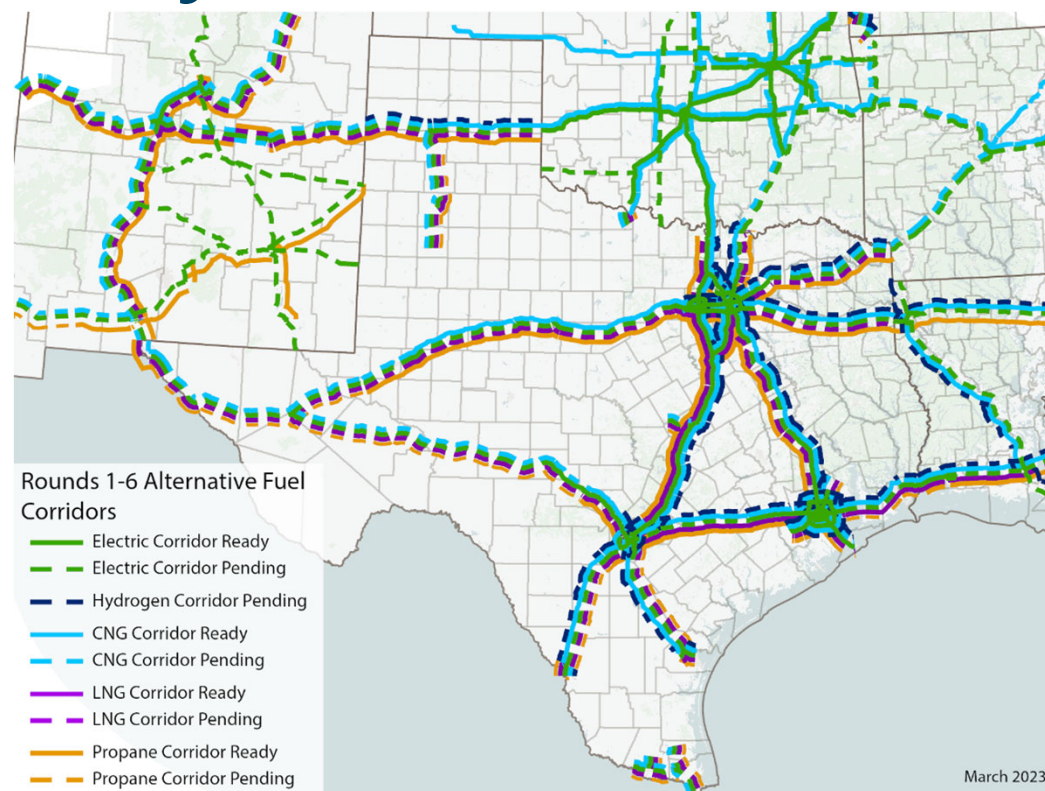 Rounds 1-6 Alternative Fuel
Corridors
Electric Corridor Ready
Electric Corridor Pending
Hydrogen Corridor Pending
CNG Corridor Ready
CNG Corridor Pending
LNG Corridor Ready
LNG Corridor Pending
Propane Corridor Ready
Propane Corridor Pending
March 2023